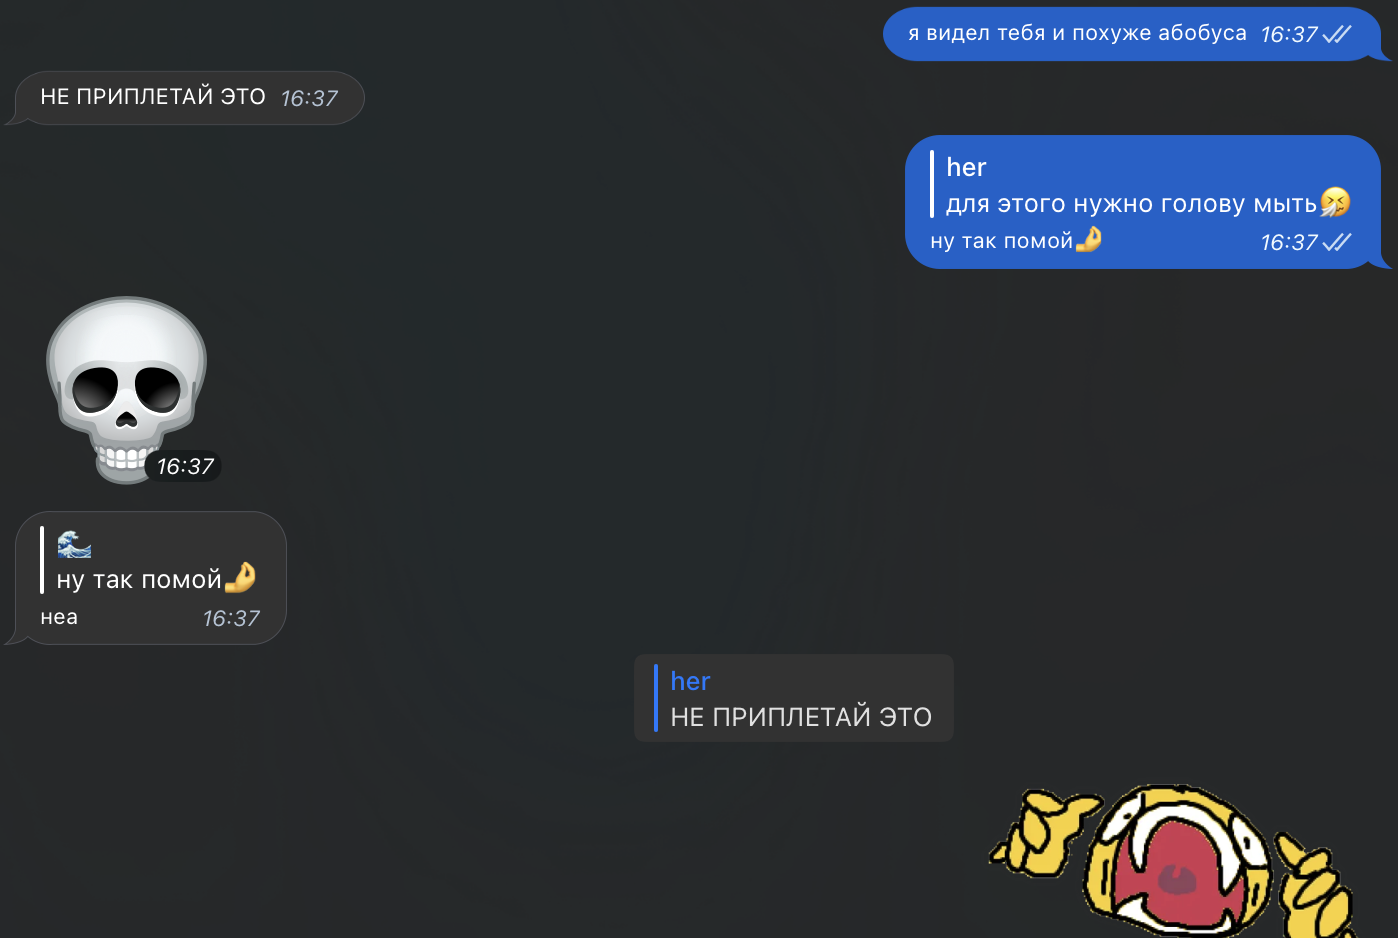 я видел тебя и похуже абобуса 16:37
НЕ ПРИПЛЕТАЙ ЭТО 16:37
her
для этого нужно голову мыть🤧
ну так помой🤌 16:37
16:37
🌊
ну так помой🤌
неа 16:37
her
НЕ ПРИПЛЕТАЙ ЭТО